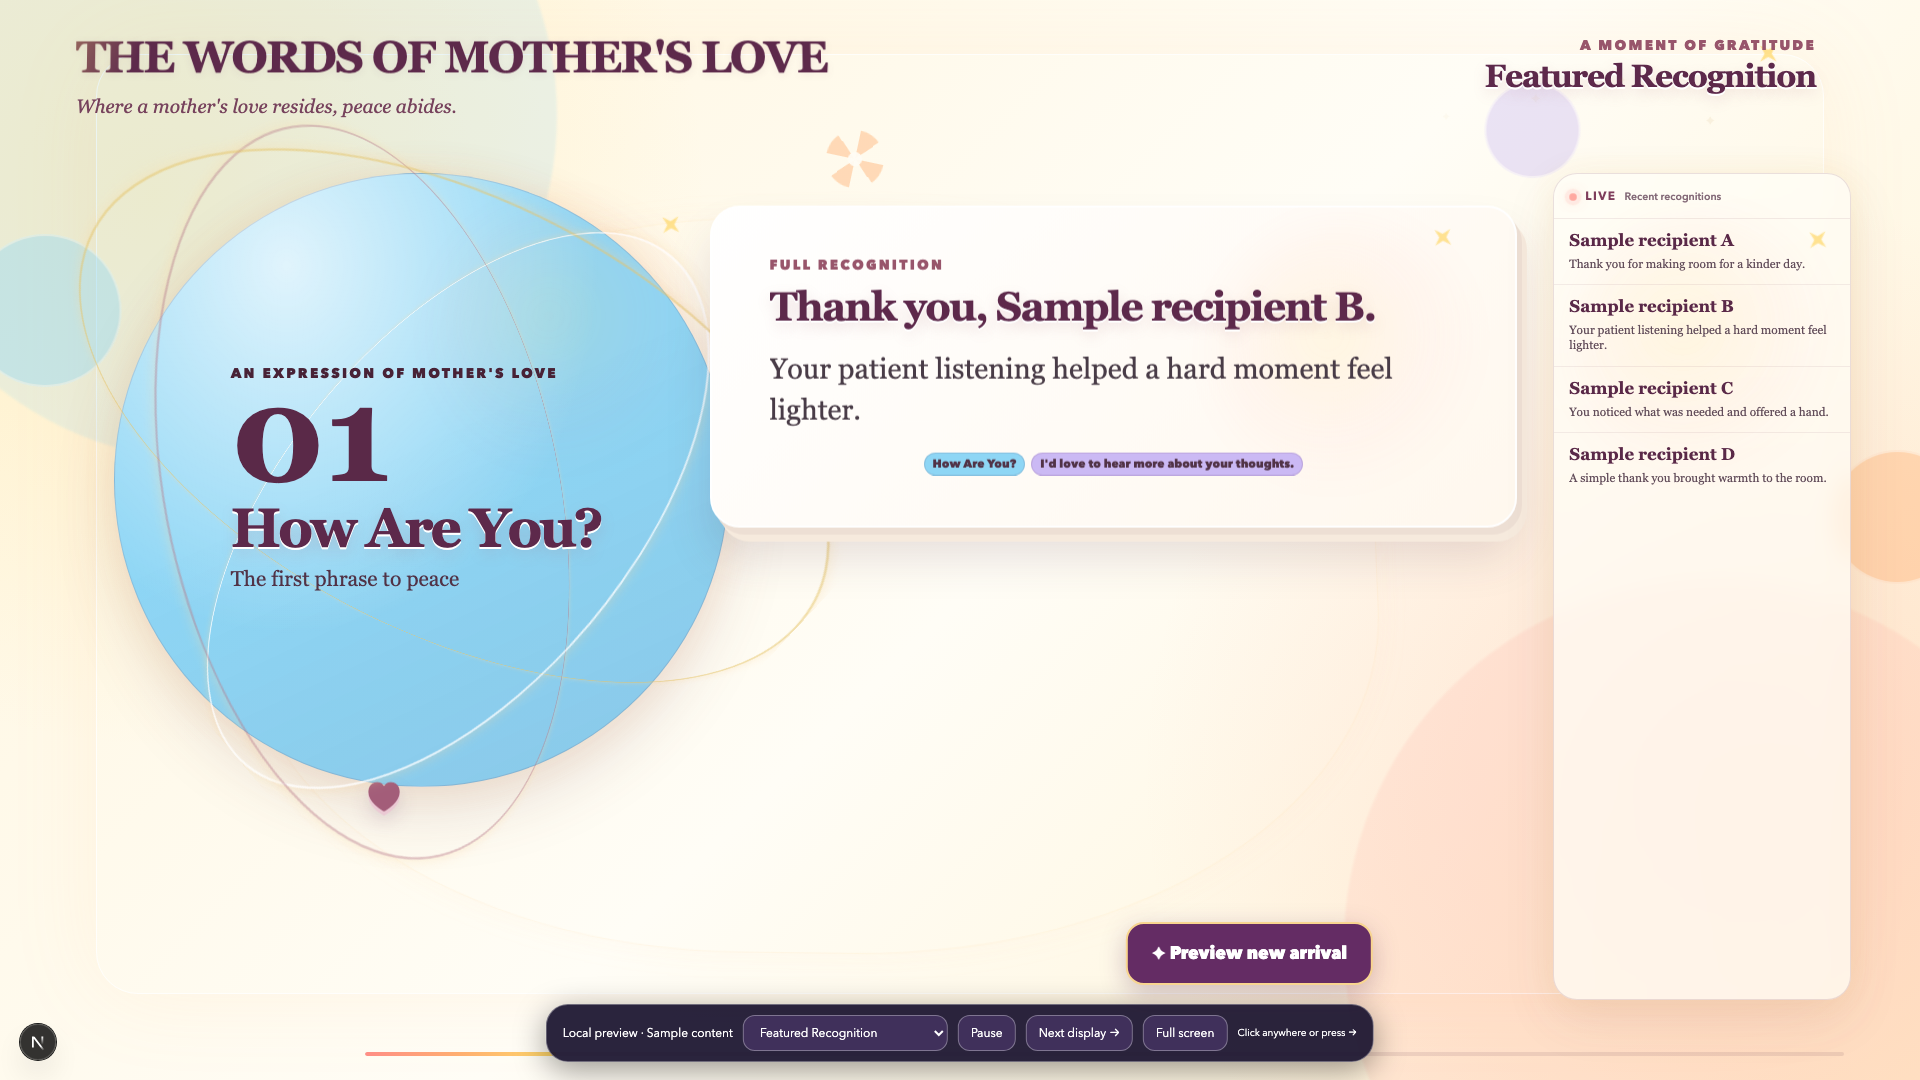 THE WORDS OF MOTHER'S LOVE
Where a mother's love resides, peace abides.
A MOMENT OF GRATITUDE
Featured Recognition
AN EXPRESSION OF MOTHER'S LOVE
01
How Are You?
The first phrase to peace
FULL RECOGNITION
Thank you, Sample recipient B.
Your patient listening helped a hard moment feel
lighter.
How Are You?
I'd love to hear more about your thoughts.
LIVE Recent recognitions
Sample recipient A
Thank you for making room for a kinder day.
Sample recipient B
Your patient listening helped a hard moment feel
lighter.
Sample recipient C
You noticed what was needed and offered a hand.
Sample recipient D
A simple thank you brought warmth to the room.
✦ Preview new arrival
Local preview · Sample content
Featured Recognition
Pause
Next display →
Full screen
Click anywhere or press →
N